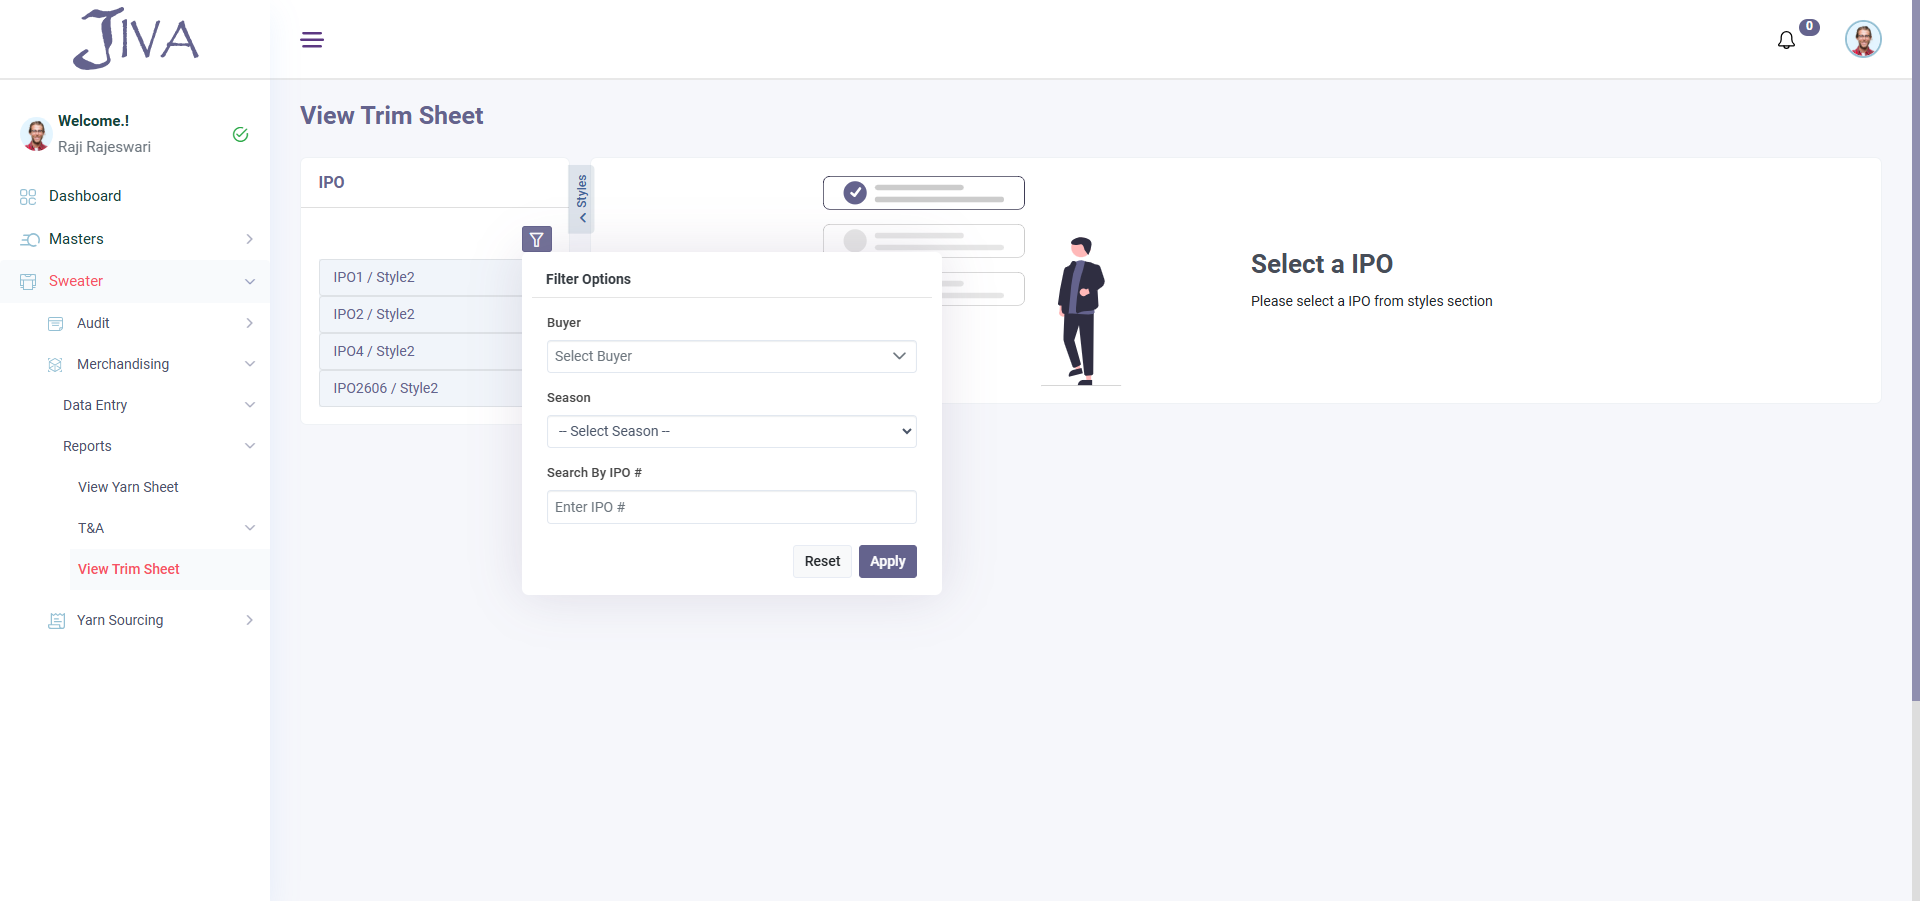 JIVA
0
Welcome.!
Raji Rajeswari
Dashboard
Masters
Sweater
Audit
Merchandising
Data Entry
Reports
View Yarn Sheet
T&A
View Trim Sheet
Yarn Sourcing
View Trim Sheet
IPO
Styles
IPO1 / Style2
IPO2 / Style2
IPO4 / Style2
IPO2606 / Style2
Filter Options
Buyer
Select Buyer
Season
-- Select Season --
Search By IPO #
Enter IPO #
Reset
Apply
Select a IPO
Please select a IPO from styles section